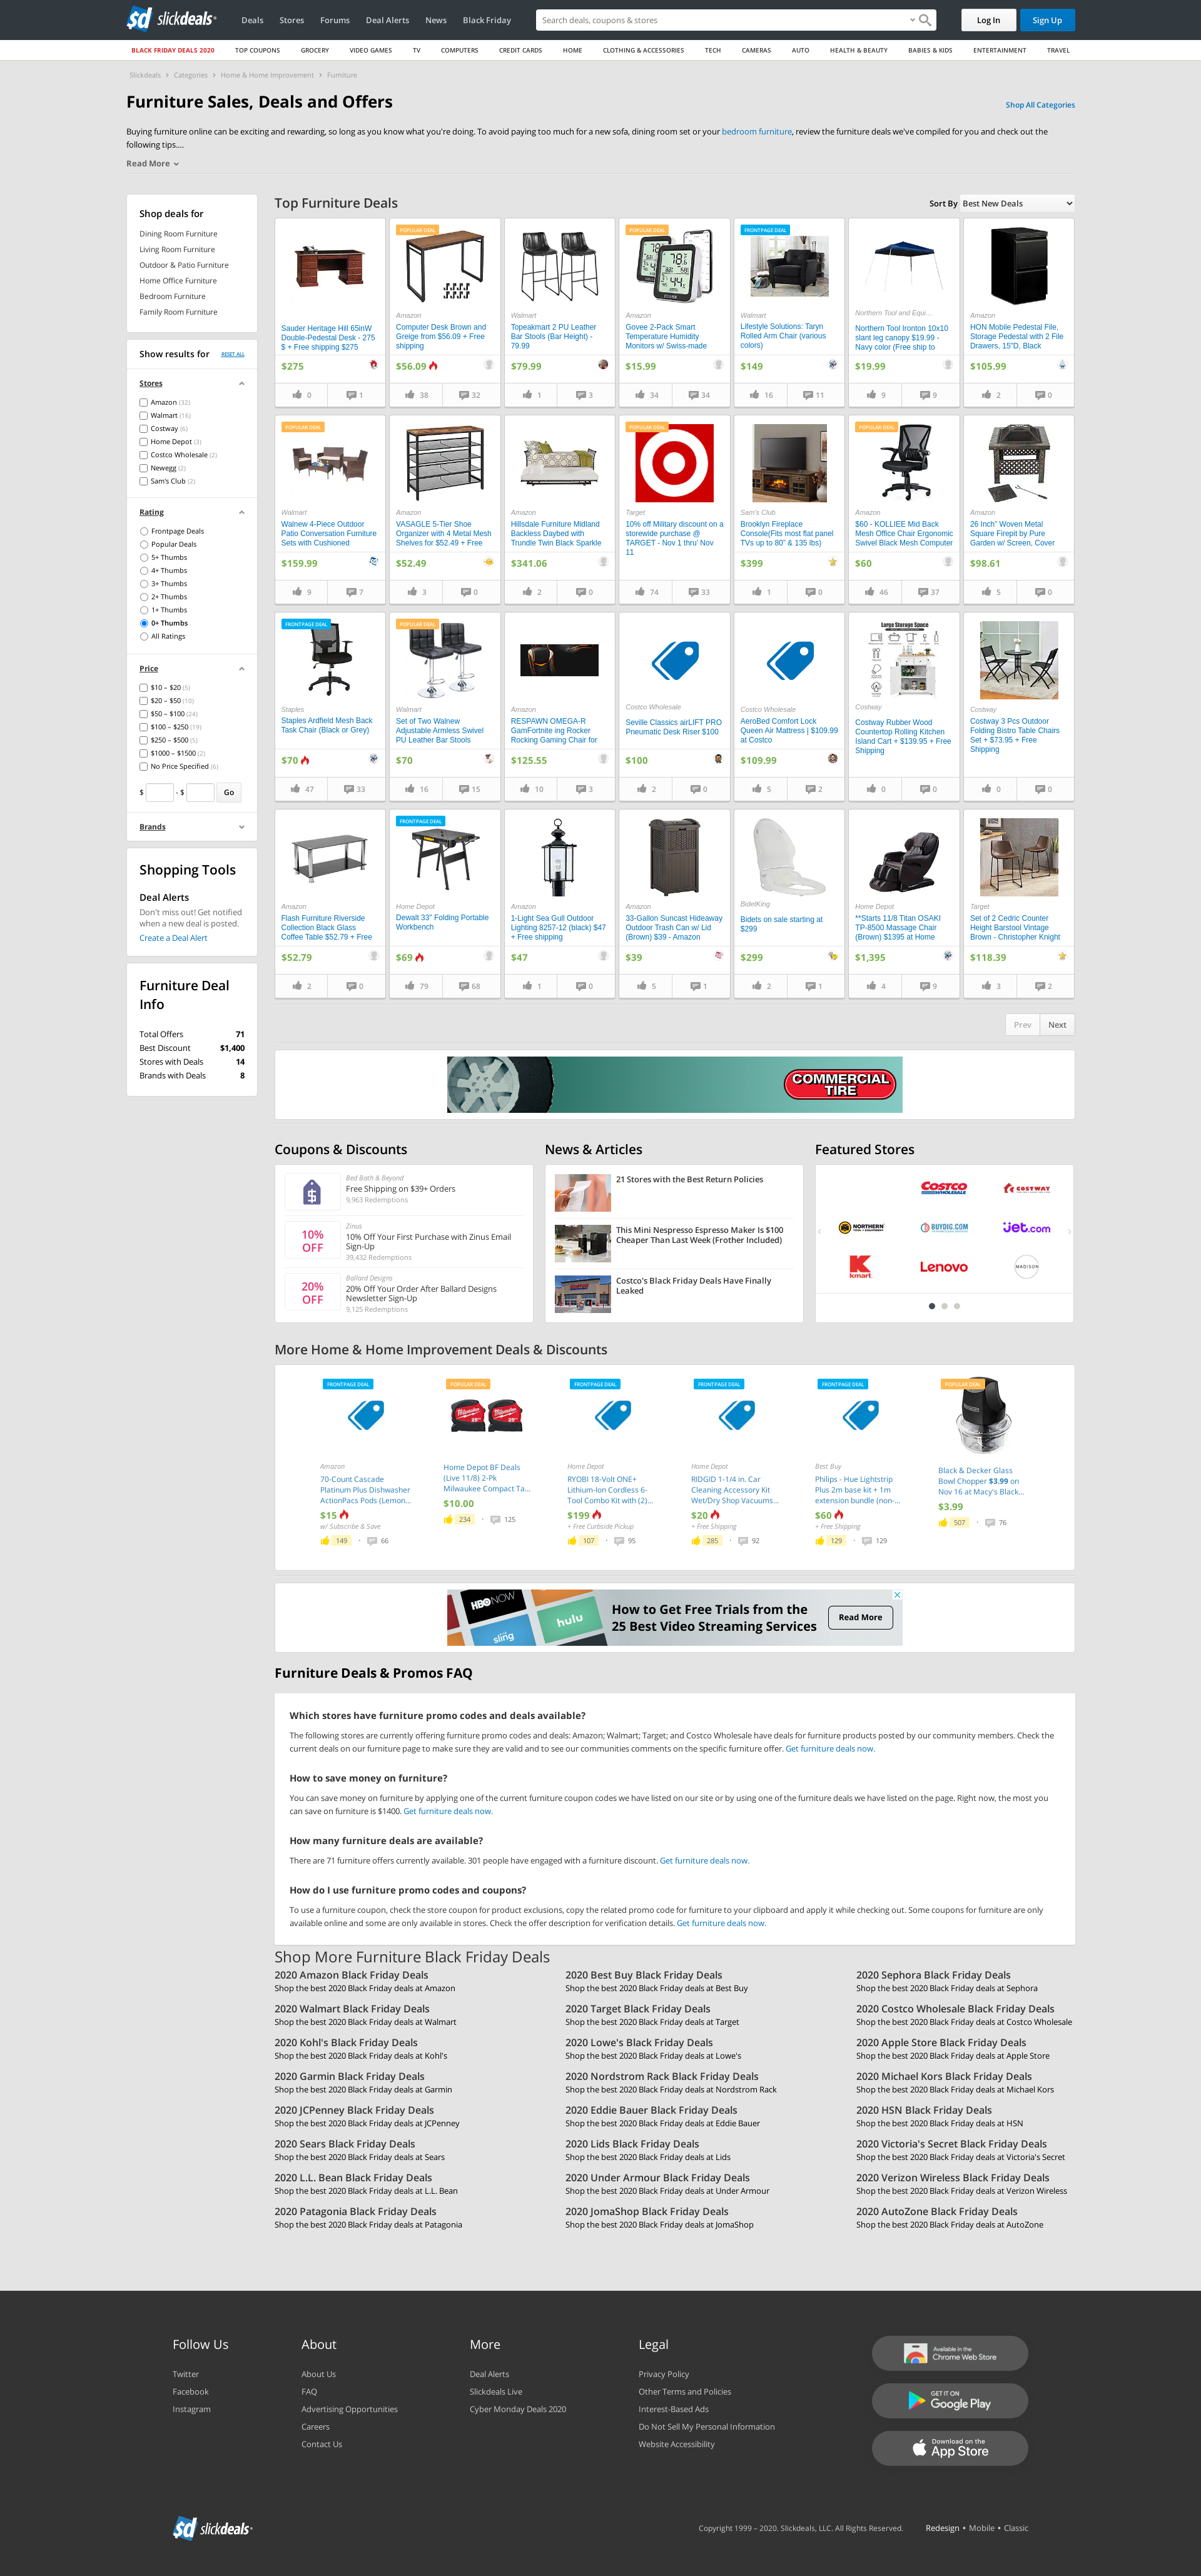 slickdeals
Deals
Stores
Forums
Deal Alerts
News
Black Friday
Search deals, coupons & stores
Log In
Sign Up
BLACK FRIDAY DEALS 2020
TOP COUPONS
GROCERY
VIDEO GAMES
TV
COMPUTERS
CREDIT CARDS
HOME
CLOTHING & ACCESSORIES
TECH
CAMERAS
AUTO
HEALTH & BEAUTY
BABIES & KIDS
ENTERTAINMENT
TRAVEL
Slickdeals › Categories › Home & Home Improvement › Furniture
Furniture Sales, Deals and Offers
Shop All Categories
Buying furniture online can be exciting and rewarding, so long as you know what you're doing. To avoid paying too much for a new sofa, dining room set or your bedroom furniture, review the furniture deals we've compiled for you and check out the
following tips....
Read More
Shop deals for
Dining Room Furniture
Living Room Furniture
Outdoor & Patio Furniture
Home Office Furniture
Bedroom Furniture
Family Room Furniture
Show results for
RESET ALL
Stores
Amazon (32)
Walmart (16)
Costway (6)
Home Depot (3)
Costco Wholesale (2)
Newegg (2)
Sam's Club (2)
Rating
Frontpage Deals
Popular Deals
5+ Thumbs
4+ Thumbs
3+ Thumbs
2+ Thumbs
1+ Thumbs
0+ Thumbs
All Ratings
Price
$10 – $20 (5)
$20 – $50 (10)
$50 – $100 (24)
$100 – $250 (19)
$250 – $500 (5)
$1000 – $1500 (2)
No Price Specified (6)
$ - $ Go
Brands
Shopping Tools
Deal Alerts
Don't miss out! Get notified
when a new deal is posted.
Create a Deal Alert
Furniture Deal
Info
Total Offers 71
Best Discount $1,400
Stores with Deals 14
Brands with Deals 8
Top Furniture Deals
Sort By Best New Deals
Sauder Heritage Hill 65inW
Double-Pedestal Desk - 275
$ + Free shipping $275
$275
0 1
POPULAR DEAL
Amazon
Computer Desk Brown and
Greige from $56.09 + Free
shipping
$56.09
38 32
Walmart
Topeakmart 2 PU Leather
Bar Stools (Bar Height) -
79.99
$79.99
1 3
POPULAR DEAL
Amazon
Govee 2-Pack Smart
Temperature Humidity
Monitors w/ Swiss-made
$15.99
34 34
FRONTPAGE DEAL
Walmart
Lifestyle Solutions: Taryn
Rolled Arm Chair (various
colors)
$149
16 11
Northern Tool and Equi...
Northern Tool Ironton 10x10
slant leg canopy $19.99 -
Navy color (Free ship to
$19.99
9 9
Amazon
HON Mobile Pedestal File,
Storage Pedestal with 2 File
Drawers, 15"D, Black
$105.99
2 0
POPULAR DEAL
Walmart
Walnew 4-Piece Outdoor
Patio Conversation Furniture
Sets with Cushioned
$159.99
9 7
Amazon
VASAGLE 5-Tier Shoe
Organizer with 4 Metal Mesh
Shelves for $52.49 + Free
$52.49
3 0
Amazon
Hillsdale Furniture Midland
Backless Daybed with
Trundle Twin Black Sparkle
$341.06
2 0
POPULAR DEAL
Target
10% off Military discount on a
storewide purchase @
TARGET - Nov 1 thru' Nov
11
74 33
Sam's Club
Brooklyn Fireplace
Console(Fits most flat panel
TVs up to 80" & 135 lbs)
$399
1 0
POPULAR DEAL
Amazon
$60 - KOLLIEE Mid Back
Mesh Office Chair Ergonomic
Swivel Black Mesh Computer
$60
46 37
Amazon
26 Inch" Woven Metal
Square Firepit by Pure
Garden w/ Screen, Cover
$98.61
5 0
FRONTPAGE DEAL
Staples
Staples Ardfield Mesh Back
Task Chair (Black or Grey)
$70
47 33
POPULAR DEAL
Walmart
Set of Two Walnew
Adjustable Armless Swivel
PU Leather Bar Stools
$70
16 15
Amazon
RESPAWN OMEGA-R
GamFortnite ing Rocker
Rocking Gaming Chair for
$125.55
10 3
Costco Wholesale
Seville Classics airLIFT PRO
Pneumatic Desk Riser $100
$100
2 0
Costco Wholesale
AeroBed Comfort Lock
Queen Air Mattress | $109.99
at Costco
$109.99
5 2
Large Storage Space
Costway
Costway Rubber Wood
Countertop Rolling Kitchen
Island Cart + $139.95 + Free
Shipping
0 0
Costway
Costway 3 Pcs Outdoor
Folding Bistro Table Chairs
Set + $73.95 + Free
Shipping
0 0
Amazon
Flash Furniture Riverside
Collection Black Glass
Coffee Table $52.79 + Free
$52.79
2 0
FRONTPAGE DEAL
Home Depot
Dewalt 33" Folding Portable
Workbench
$69
79 68
Amazon
1-Light Sea Gull Outdoor
Lighting 8257-12 (black) $47
+ Free shipping
$47
1 0
Amazon
33-Gallon Suncast Hideaway
Outdoor Trash Can w/ Lid
(Brown) $39 - Amazon
$39
5 1
BidetKing
Bidets on sale starting at
$299
$299
2 1
Home Depot
**Starts 11/8 Titan OSAKI
TP-8500 Massage Chair
(Brown) $1395 at Home
$1,395
4 9
Target
Set of 2 Cedric Counter
Height Barstool Vintage
Brown - Christopher Knight
$118.39
3 2
Prev
Next
COMMERCIAL
TIRE
Coupons & Discounts
Bed Bath & Beyond
Free Shipping on $39+ Orders
9,963 Redemptions
10%
OFF
Zinus
10% Off Your First Purchase with Zinus Email
Sign-Up
39,432 Redemptions
20%
OFF
Ballard Designs
20% Off Your Order After Ballard Designs
Newsletter Sign-Up
9,125 Redemptions
News & Articles
21 Stores with the Best Return Policies
This Mini Nespresso Espresso Maker Is $100
Cheaper Than Last Week (Frother Included)
Costco's Black Friday Deals Have Finally
Leaked
Featured Stores
COSTCO
WHOLESALE
COSTWAY
NORTHERN
BUYDIG.COM
jet.com
kmart
Lenovo
MADISON
More Home & Home Improvement Deals & Discounts
FRONTPAGE DEAL
Amazon
70-Count Cascade
Platinum Plus Dishwasher
ActionPacs Pods (Lemon...
$15
w/ Subscribe & Save
149 · 66
POPULAR DEAL
Home Depot BF Deals
(Live 11/8) 2-Pk
Milwaukee Compact Ta...
$10.00
234 · 125
FRONTPAGE DEAL
Home Depot
RYOBI 18-Volt ONE+
Lithium-Ion Cordless 6-
Tool Combo Kit with (2)...
$199
+ Free Curbside Pickup
107 · 95
FRONTPAGE DEAL
Home Depot
RIDGID 1-1/4 in. Car
Cleaning Accessory Kit
Wet/Dry Shop Vacuums...
$20
+ Free Shipping
285 · 92
FRONTPAGE DEAL
Best Buy
Philips - Hue Lightstrip
Plus 2m base kit + 1m
extension bundle (non-...
$60
+ Free Shipping
129 · 129
POPULAR DEAL
Black & Decker Glass
Bowl Chopper $3.99 on
Nov 16 at Macy's Black...
$3.99
507 · 76
HBO NOW
hulu
sling
How to Get Free Trials from the
25 Best Video Streaming Services
Read More
Furniture Deals & Promos FAQ
Which stores have furniture promo codes and deals available?
The following stores are currently offering furniture promo codes and deals: Amazon; Walmart; Target; and Costco Wholesale have deals for furniture products posted by our community members. Check the
current deals on our furniture page to make sure they are valid and to see our communities comments on the specific furniture offer. Get furniture deals now.
How to save money on furniture?
You can save money on furniture by applying one of the current furniture coupon codes we have listed on our site or by using one of the furniture deals we have listed on the page. Right now, the most you
can save on furniture is $1400. Get furniture deals now.
How many furniture deals are available?
There are 71 furniture offers currently available. 301 people have engaged with a furniture discount. Get furniture deals now.
How do I use furniture promo codes and coupons?
To use a furniture coupon, check the store coupon for product exclusions, copy the related promo code for furniture to your clipboard and apply it while checking out. Some coupons for furniture are only
available online and some are only available in stores. Check the offer description for verification details. Get furniture deals now.
Shop More Furniture Black Friday Deals
2020 Amazon Black Friday Deals
Shop the best 2020 Black Friday deals at Amazon
2020 Best Buy Black Friday Deals
Shop the best 2020 Black Friday deals at Best Buy
2020 Sephora Black Friday Deals
Shop the best 2020 Black Friday deals at Sephora
2020 Walmart Black Friday Deals
Shop the best 2020 Black Friday deals at Walmart
2020 Target Black Friday Deals
Shop the best 2020 Black Friday deals at Target
2020 Costco Wholesale Black Friday Deals
Shop the best 2020 Black Friday deals at Costco Wholesale
2020 Kohl's Black Friday Deals
Shop the best 2020 Black Friday deals at Kohl's
2020 Lowe's Black Friday Deals
Shop the best 2020 Black Friday deals at Lowe's
2020 Apple Store Black Friday Deals
Shop the best 2020 Black Friday deals at Apple Store
2020 Garmin Black Friday Deals
Shop the best 2020 Black Friday deals at Garmin
2020 Nordstrom Rack Black Friday Deals
Shop the best 2020 Black Friday deals at Nordstrom Rack
2020 Michael Kors Black Friday Deals
Shop the best 2020 Black Friday deals at Michael Kors
2020 JCPenney Black Friday Deals
Shop the best 2020 Black Friday deals at JCPenney
2020 Eddie Bauer Black Friday Deals
Shop the best 2020 Black Friday deals at Eddie Bauer
2020 HSN Black Friday Deals
Shop the best 2020 Black Friday deals at HSN
2020 Sears Black Friday Deals
Shop the best 2020 Black Friday deals at Sears
2020 Lids Black Friday Deals
Shop the best 2020 Black Friday deals at Lids
2020 Victoria's Secret Black Friday Deals
Shop the best 2020 Black Friday deals at Victoria's Secret
2020 L.L. Bean Black Friday Deals
Shop the best 2020 Black Friday deals at L.L. Bean
2020 Under Armour Black Friday Deals
Shop the best 2020 Black Friday deals at Under Armour
2020 Verizon Wireless Black Friday Deals
Shop the best 2020 Black Friday deals at Verizon Wireless
2020 Patagonia Black Friday Deals
Shop the best 2020 Black Friday deals at Patagonia
2020 JomaShop Black Friday Deals
Shop the best 2020 Black Friday deals at JomaShop
2020 AutoZone Black Friday Deals
Shop the best 2020 Black Friday deals at AutoZone
Follow Us
Twitter
Facebook
Instagram
About
About Us
FAQ
Advertising Opportunities
Careers
Contact Us
More
Deal Alerts
Slickdeals Live
Cyber Monday Deals 2020
Legal
Privacy Policy
Other Terms and Policies
Interest-Based Ads
Do Not Sell My Personal Information
Website Accessibility
Available in the
Chrome Web Store
GET IT ON
Google Play
Download on the
App Store
slickdeals
Copyright 1999 – 2020. Slickdeals, LLC. All Rights Reserved.
Redesign • Mobile • Classic